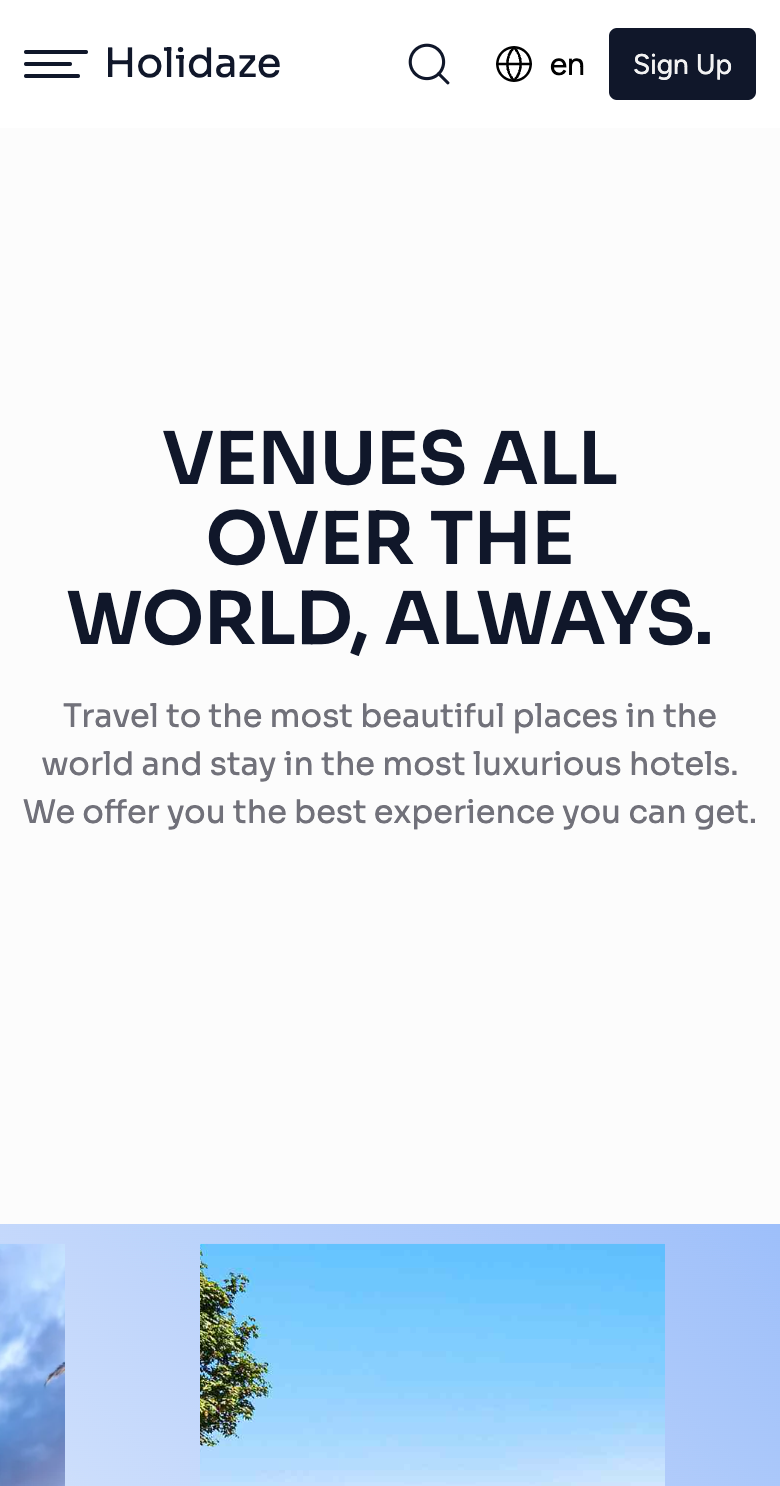 Holidaze
en
Sign Up
VENUES ALL
OVER THE
WORLD, ALWAYS.
Travel to the most beautiful places in the
world and stay in the most luxurious hotels.
We offer you the best experience you can get.